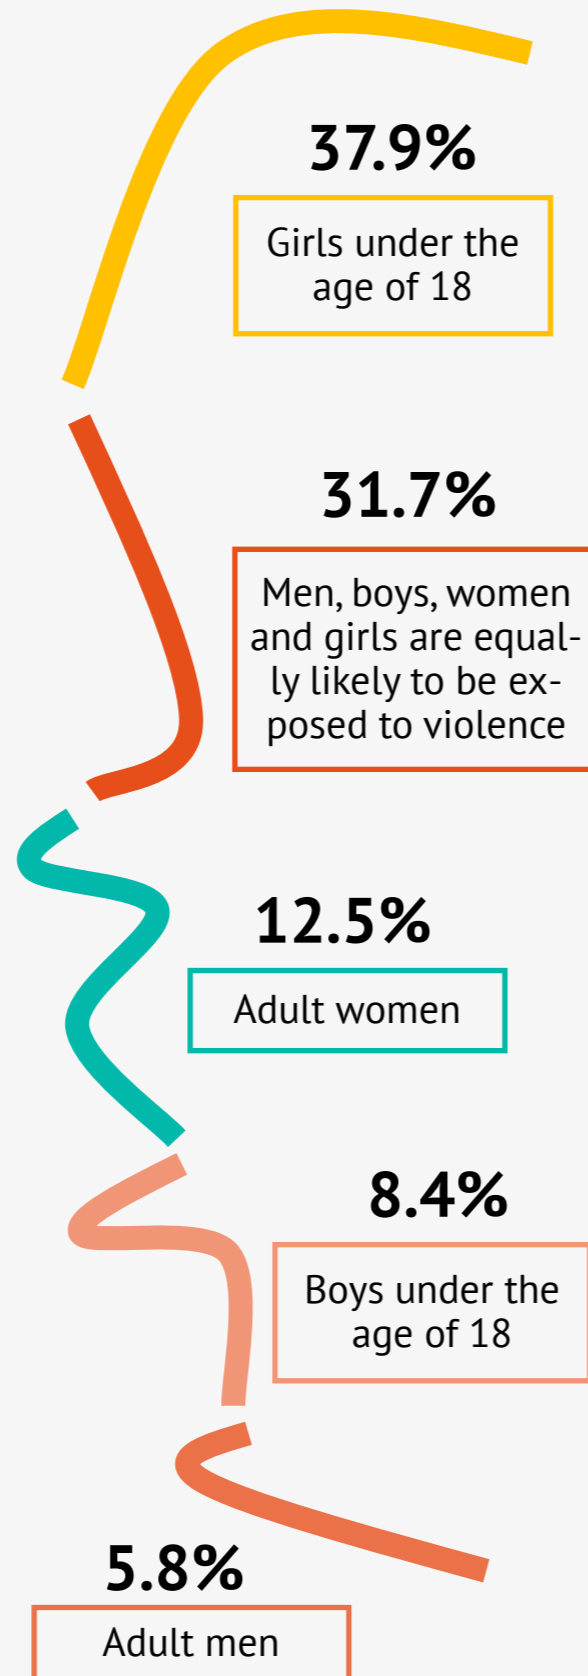 37.9%
Girls under the
age of 18
31.7%
Men, boys, women
and girls are equal-
ly likely to be ex-
posed to violence
12.5%
Adult women
8.4%
Boys under the
age of 18
5.8%
Adult men